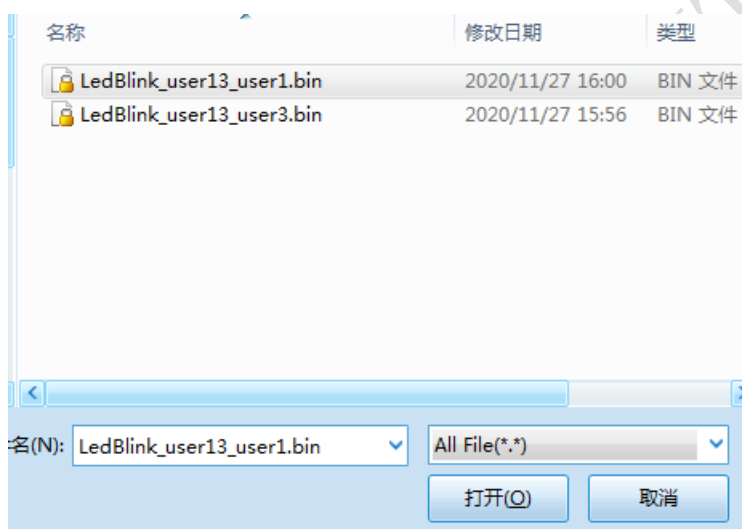 名称 修改日期 类型
LedBlink_user13_user1.bin 2020/11/27 16:00 BIN 文件
LedBlink_user13_user3.bin 2020/11/27 15:56 BIN 文件
名(N): LedBlink_user13_user1.bin All File(*.*)
打开(O) 取消